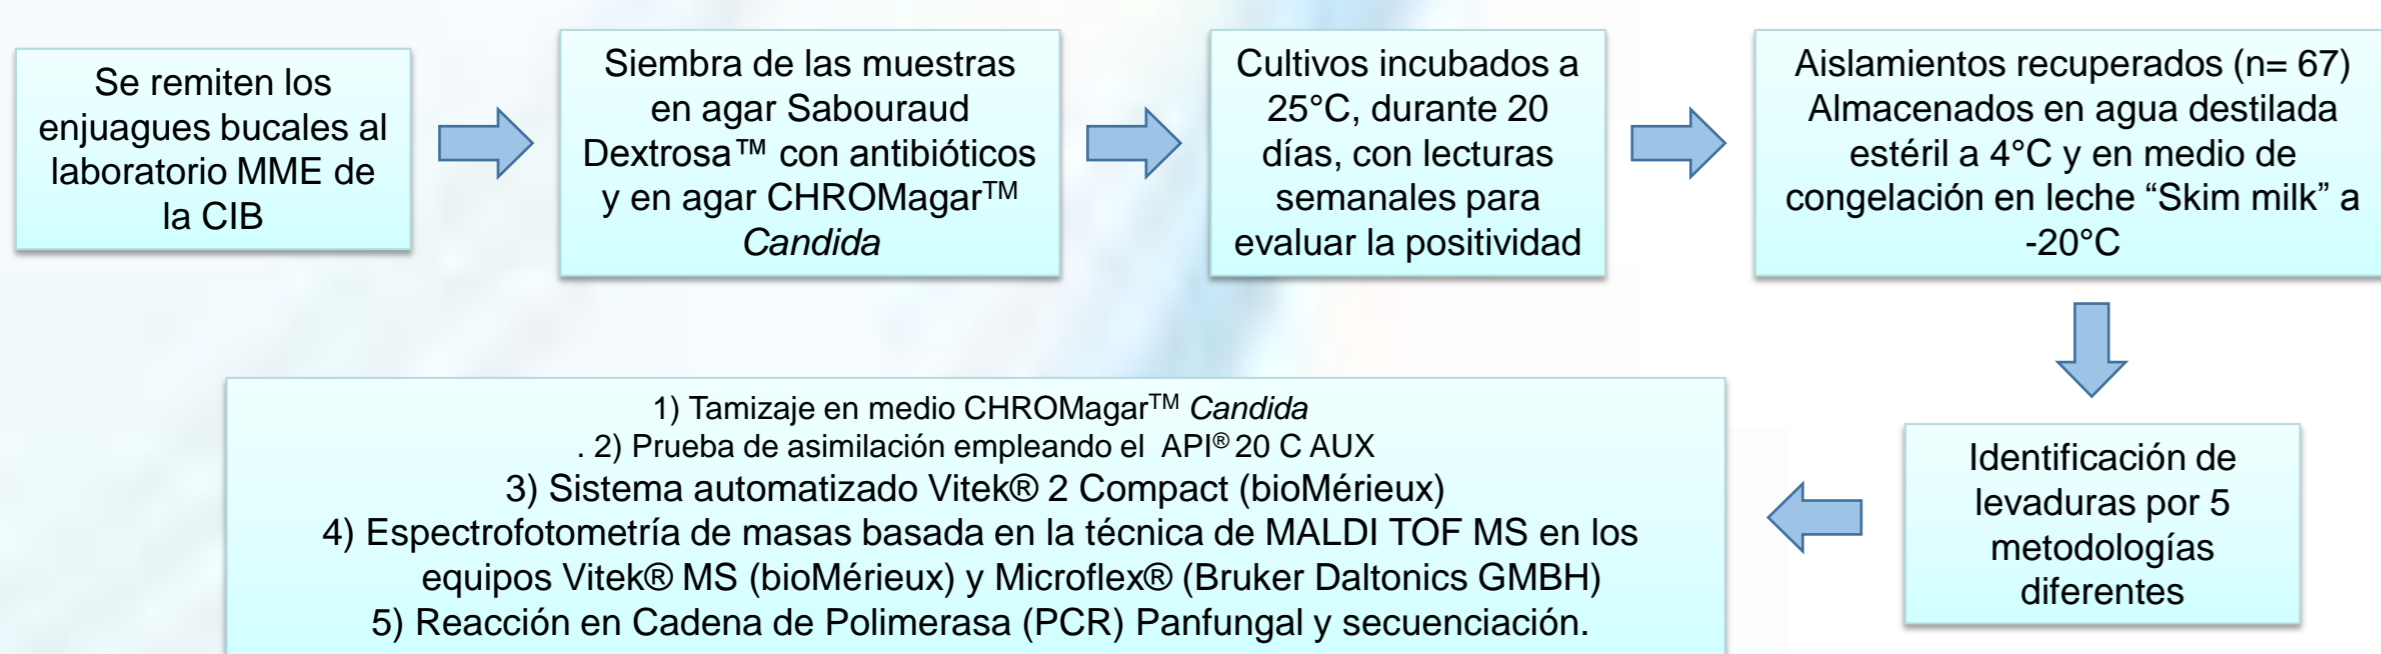 Se remiten los
enjuagues bucales al
laboratorio MME de
la CIB
Siembra de las muestras
en agar Sabouraud
Dextrosa™ con antibióticos
y en agar CHROMagar™
Candida
Cultivos incubados a
25°C, durante 20
días, con lecturas
semanales para
evaluar la positividad
Aislamientos recuperados (n= 67)
Almacenados en agua destilada
estéril a 4°C y en medio de
congelación en leche “Skim milk” a
-20°C
Identificación de
levaduras por 5
metodologías
diferentes
1) Tamizaje en medio CHROMagar™ Candida
. 2) Prueba de asimilación empleando el API® 20 C AUX
3) Sistema automatizado Vitek® 2 Compact (bioMérieux)
4) Espectrofotometría de masas basada en la técnica de MALDI TOF MS en los
equipos Vitek® MS (bioMérieux) y Microflex® (Bruker Daltonics GMBH)
5) Reacción en Cadena de Polimerasa (PCR) Panfungal y secuenciación.